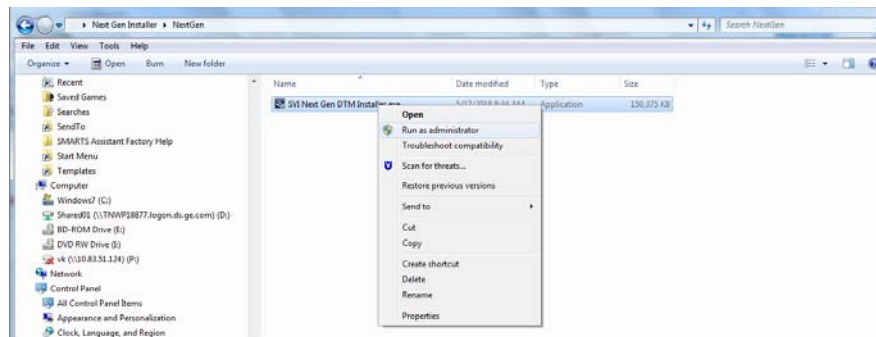 Next Gen Installer ▸ NextGen
Search NextGen
File Edit View Tools Help
Organize Open Burn New folder
Name Date modified Type Size
Recent
Saved Games
Searches
SendTo
SMARTS Assistant Factory Help
Start Menu
Templates
Computer
Windows7 (C:)
Shared01 (\\TNWP18877.logon.ds.ge.com) (D:)
BD-ROM Drive (E:)
DVD RW Drive
vk (\\10.83.51.124) (P:)
Network
Control Panel
All Control Panel Items
Appearance and Personalization
Clock, Language, and Region
SVI Next Gen DTM Installer.exe Application 150,375 KB
Open
Run as administrator
Troubleshoot compatibility
Scan for threats...
Restore previous versions
Send to
Cut
Copy
Create shortcut
Delete
Rename
Properties